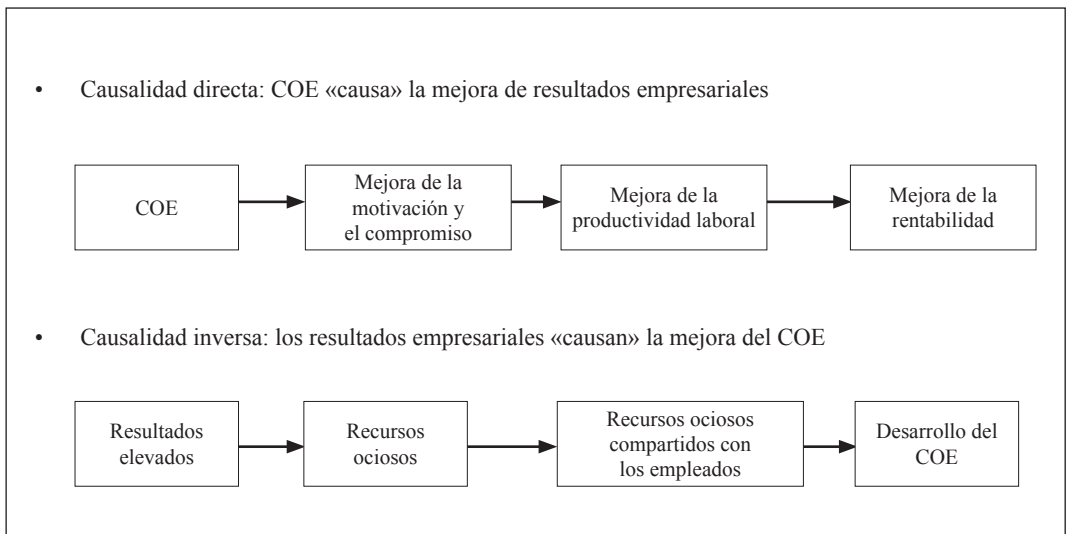 • Causalidad directa: COE «causa» la mejora de resultados empresariales
COE
Mejora de la
motivación y
el compromiso
Mejora de la
productividad laboral
Mejora de la
rentabilidad
• Causalidad inversa: los resultados empresariales «causan» la mejora del COE
Resultados
elevados
Recursos
ociosos
Recursos ociosos
compartidos con
los empleados
Desarrollo del
COE